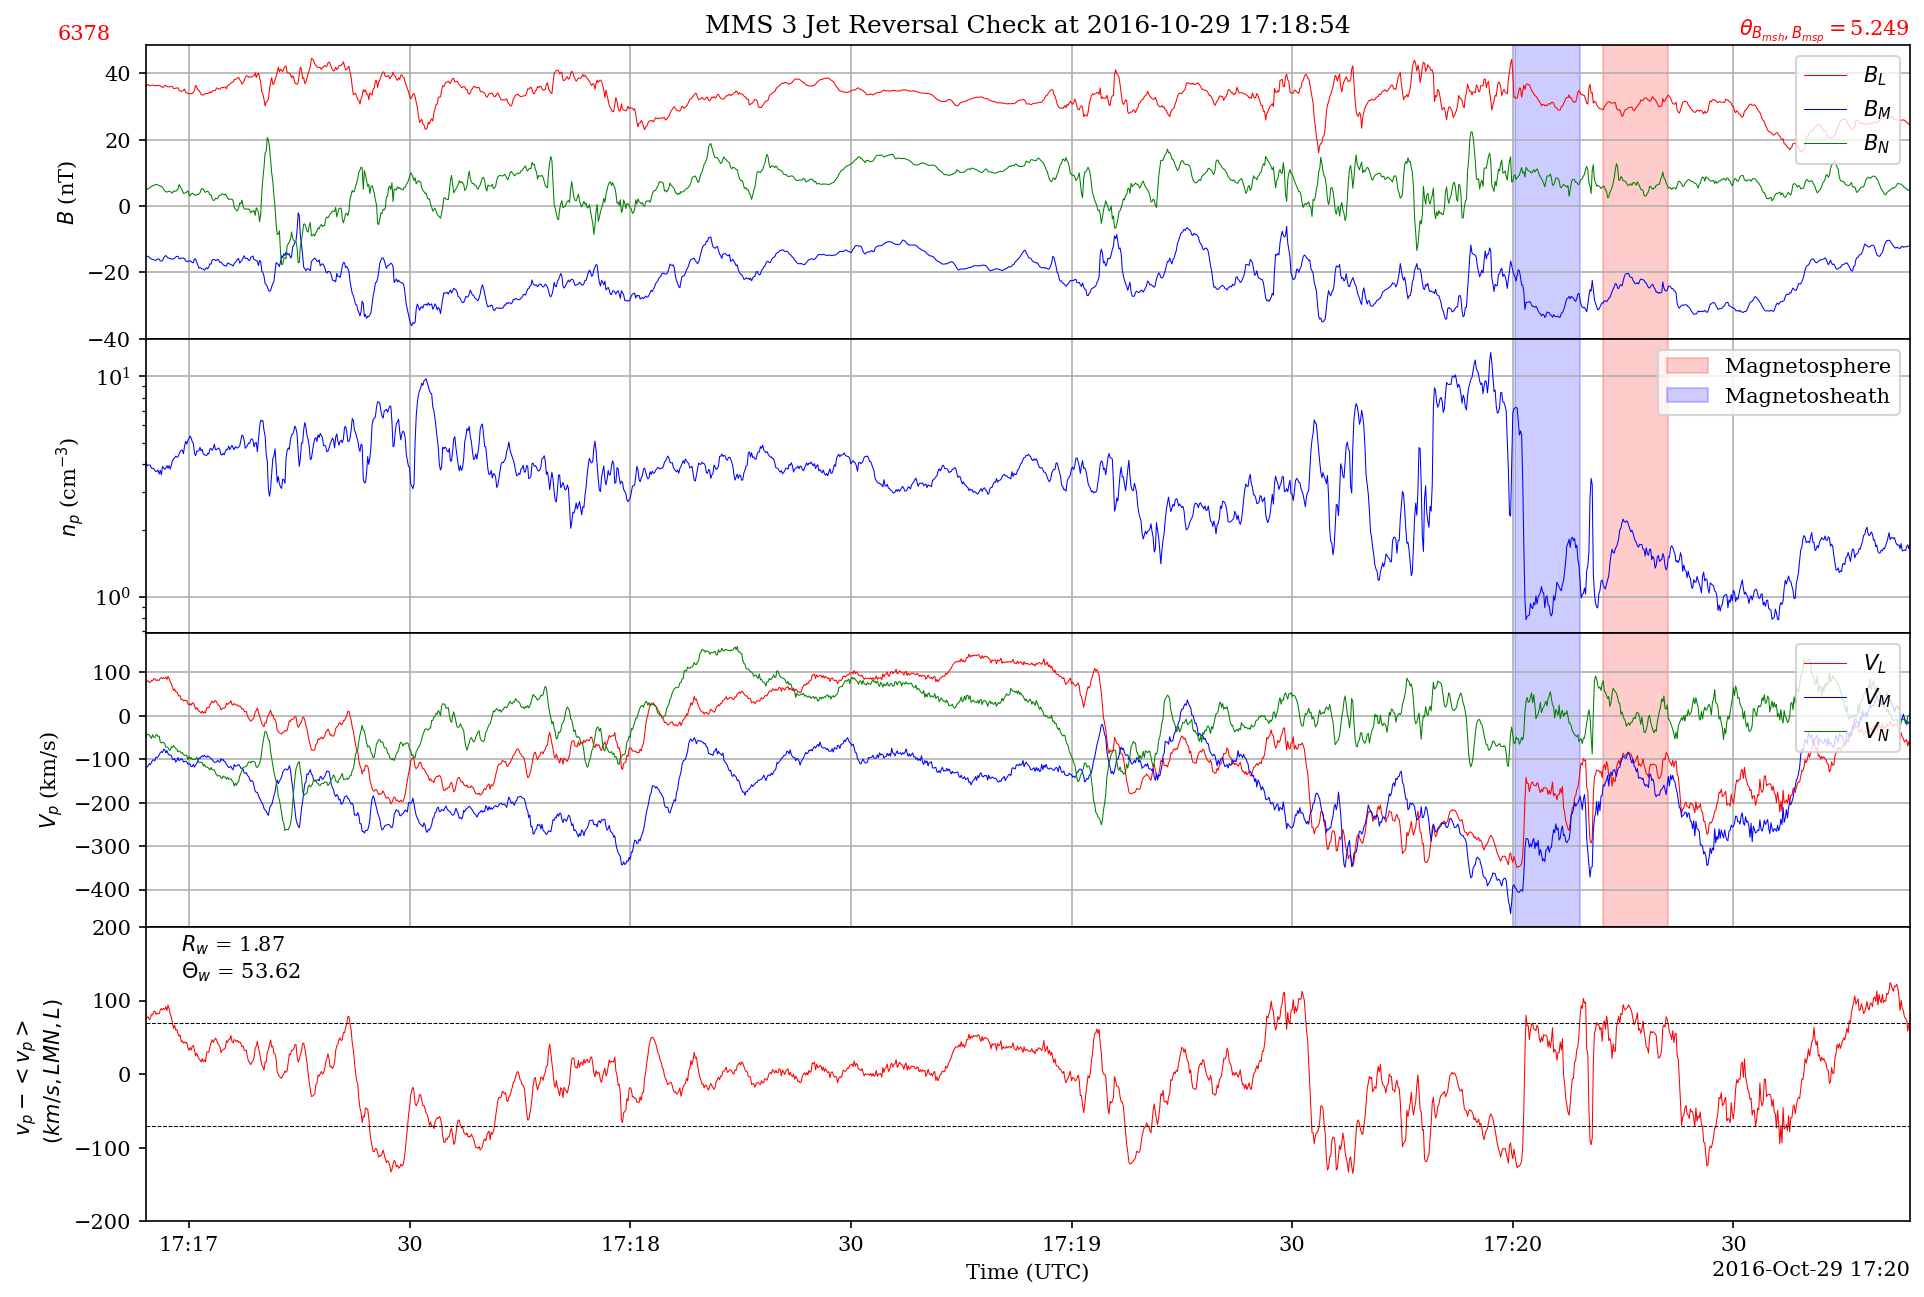 6378
MMS 3 Jet Reversal Check at 2016-10-29 17:18:54
θ_{B_{msh}, B_{msp}} = 5.249
40
20
0
−20
−40
B (nT)
B_L
B_M
B_N
10^1
10^0
n_p (cm^{−3})
Magnetosphere
Magnetosheath
100
0
−100
−200
−300
−400
V_p (km/s)
V_L
V_M
V_N
200
100
0
−100
−200
v_p − < v_p >
(km/s, LMN, L)
R_w = 1.87
Θ_w = 53.62
17:17 30 17:18 30 17:19 30 17:20 30
Time (UTC)
2016-Oct-29 17:20